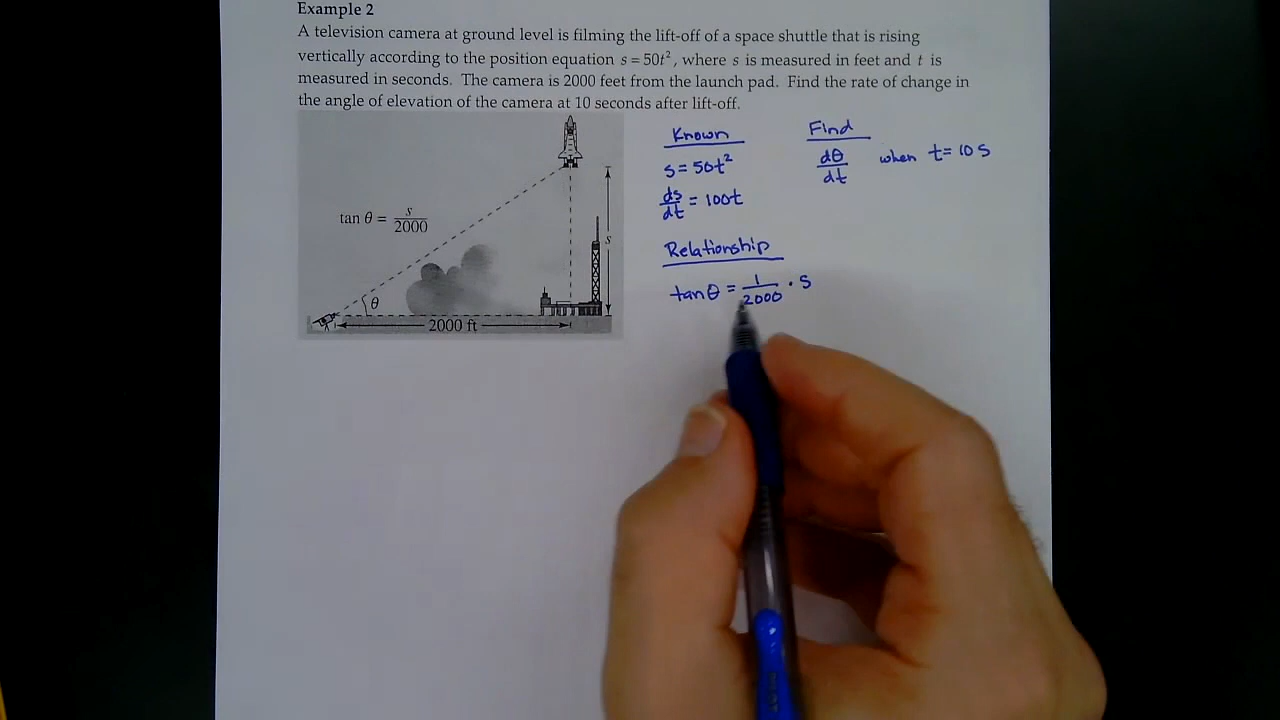 Example 2
A television camera at ground level is filming the lift-off of a space shuttle that is rising
vertically according to the position equation s = 50t², where s is measured in feet and t is
measured in seconds. The camera is 2000 feet from the launch pad. Find the rate of change in
the angle of elevation of the camera at 10 seconds after lift-off.
tan θ = s/2000
s
θ
2000 ft
Known
s = 50t²
ds/dt = 100t
Find
dθ/dt when t = 10 s
Relationship
tanθ = 1/2000 · s